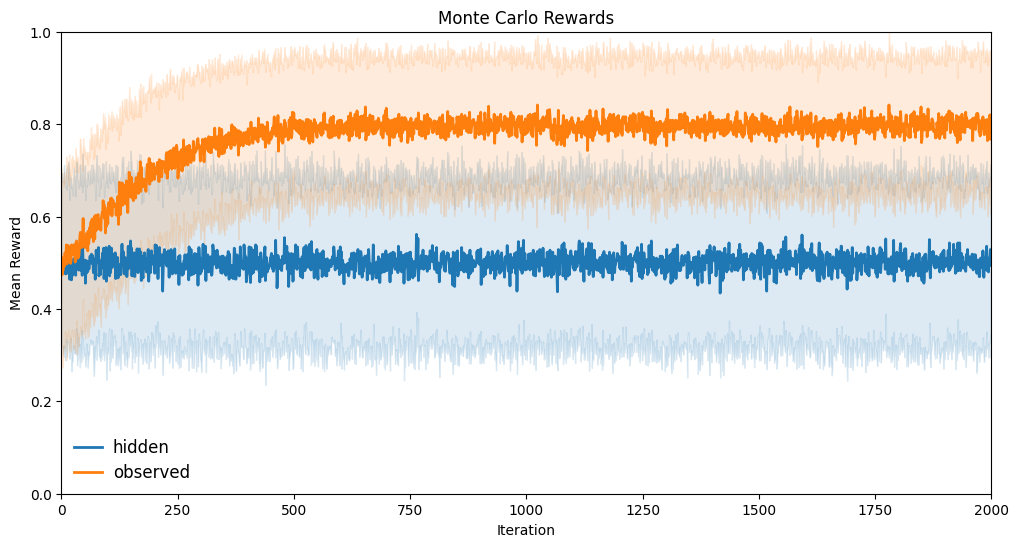 Monte Carlo Rewards
Mean Reward
1.0
0.8
0.6
0.4
0.2
0.0
hidden
observed
0 250 500 750 1000 1250 1500 1750 2000
Iteration